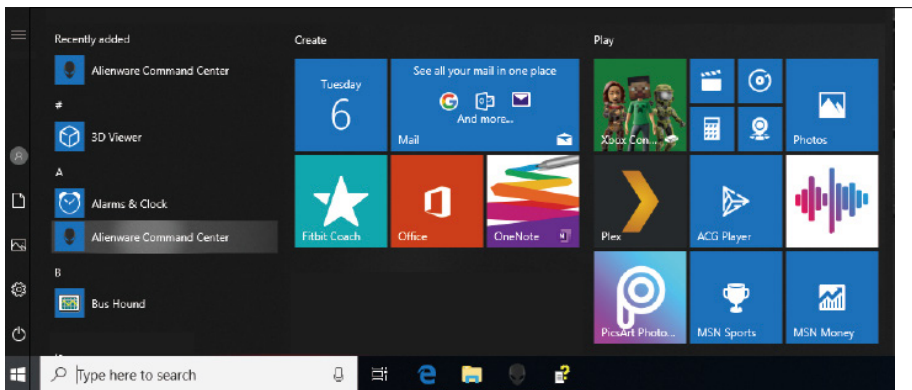 Recently added
Alienware Command Center
#
3D Viewer
A
Alarms & Clock
Alienware Command Center
B
Bus Hound
Create
Tuesday
6
See all your mail in one place
And more...
Mail
Fitbit Coach
Office
OneNote
Play
Xbox Con...
Photos
Plex
ACG Player
PicsArt Photo...
MSN Sports
MSN Money
Type here to search